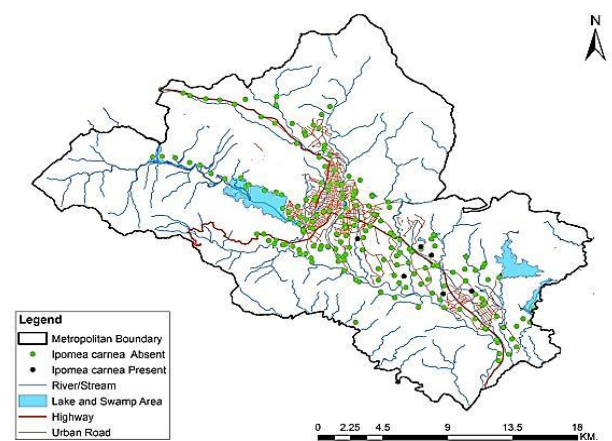 N
Legend
Metropolitan Boundary
Ipomea carnea Absent
Ipomea carnea Present
River/Stream
Lake and Swamp Area
Highway
Urban Road
0 2.25 4.5 9 13.5 18
KM.